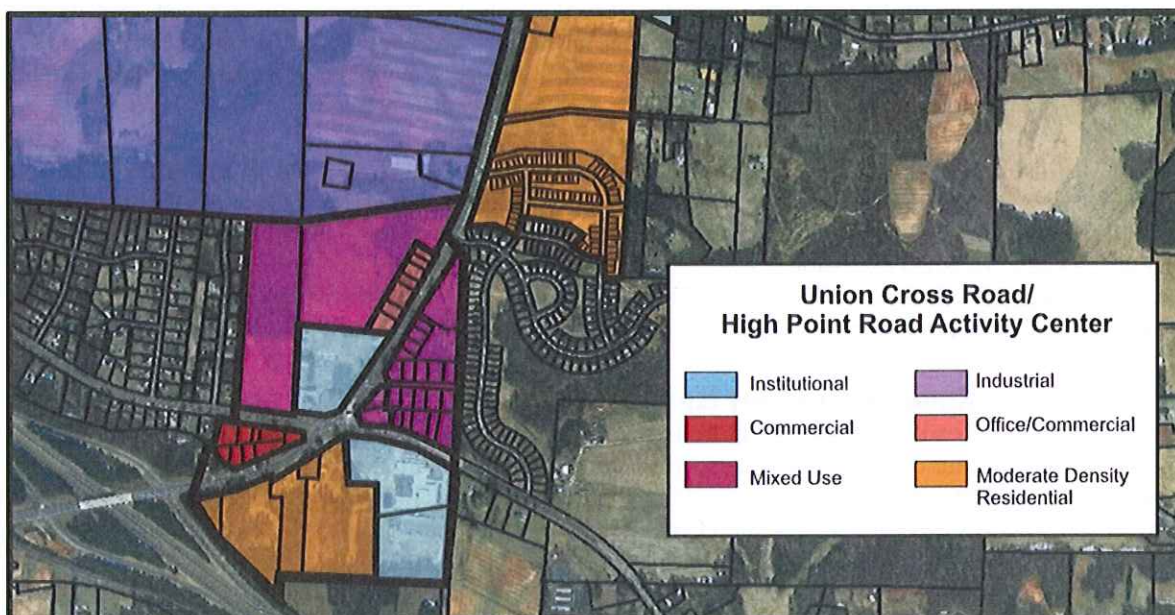 Union Cross Road/
High Point Road Activity Center
Institutional
Industrial
Commercial
Office/Commercial
Mixed Use
Moderate Density
Residential